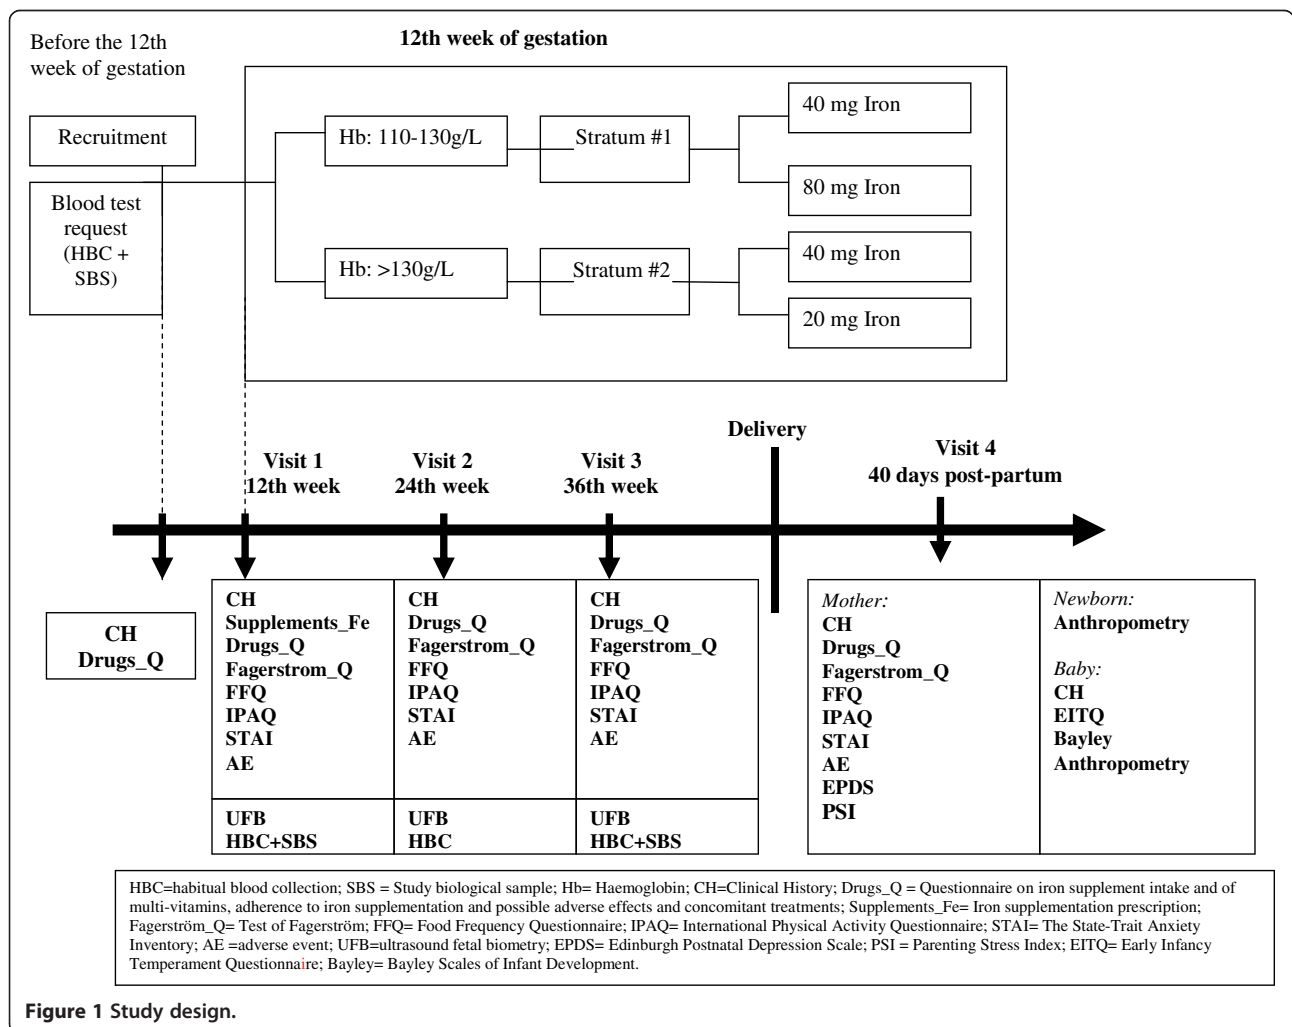 Before the 12th
week of gestation
12th week of gestation
Recruitment
Blood test
request
(HBC +
SBS)
Hb: 110-130g/L
Stratum #1
40 mg Iron
80 mg Iron
Hb: >130g/L
Stratum #2
40 mg Iron
20 mg Iron
Visit 1
12th week
Visit 2
24th week
Visit 3
36th week
Delivery
Visit 4
40 days post-partum
CH
Drugs_Q
CH
Supplements_Fe
Drugs_Q
Fagerstrom_Q
FFQ
IPAQ
STAI
AE
UFB
HBC+SBS
CH
Drugs_Q
Fagerstrom_Q
FFQ
IPAQ
STAI
AE
UFB
HBC
CH
Drugs_Q
Fagerstrom_Q
FFQ
IPAQ
STAI
AE
UFB
HBC+SBS
Mother:
CH
Drugs_Q
Fagerstrom_Q
FFQ
IPAQ
STAI
AE
EPDS
PSI
Newborn:
Anthropometry
Baby:
CH
EITQ
Bayley
Anthropometry
HBC=habitual blood collection; SBS = Study biological sample; Hb= Haemoglobin; CH=Clinical History; Drugs_Q = Questionnaire on iron supplement intake and of
multi-vitamins, adherence to iron supplementation and possible adverse effects and concomitant treatments; Supplements_Fe= Iron supplementation prescription;
Fagerström_Q= Test of Fagerström; FFQ= Food Frequency Questionnaire; IPAQ= International Physical Activity Questionnaire; STAI= The State-Trait Anxiety
Inventory; AE =adverse event; UFB=ultrasound fetal biometry; EPDS= Edinburgh Postnatal Depression Scale; PSI = Parenting Stress Index; EITQ= Early Infancy
Temperament Questionnaire; Bayley= Bayley Scales of Infant Development.
Figure 1 Study design.